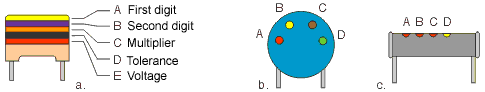 A First digit
B Second digit
C Multiplier
D Tolerance
E Voltage
a.
B C
A D
b.
A B C D
c.